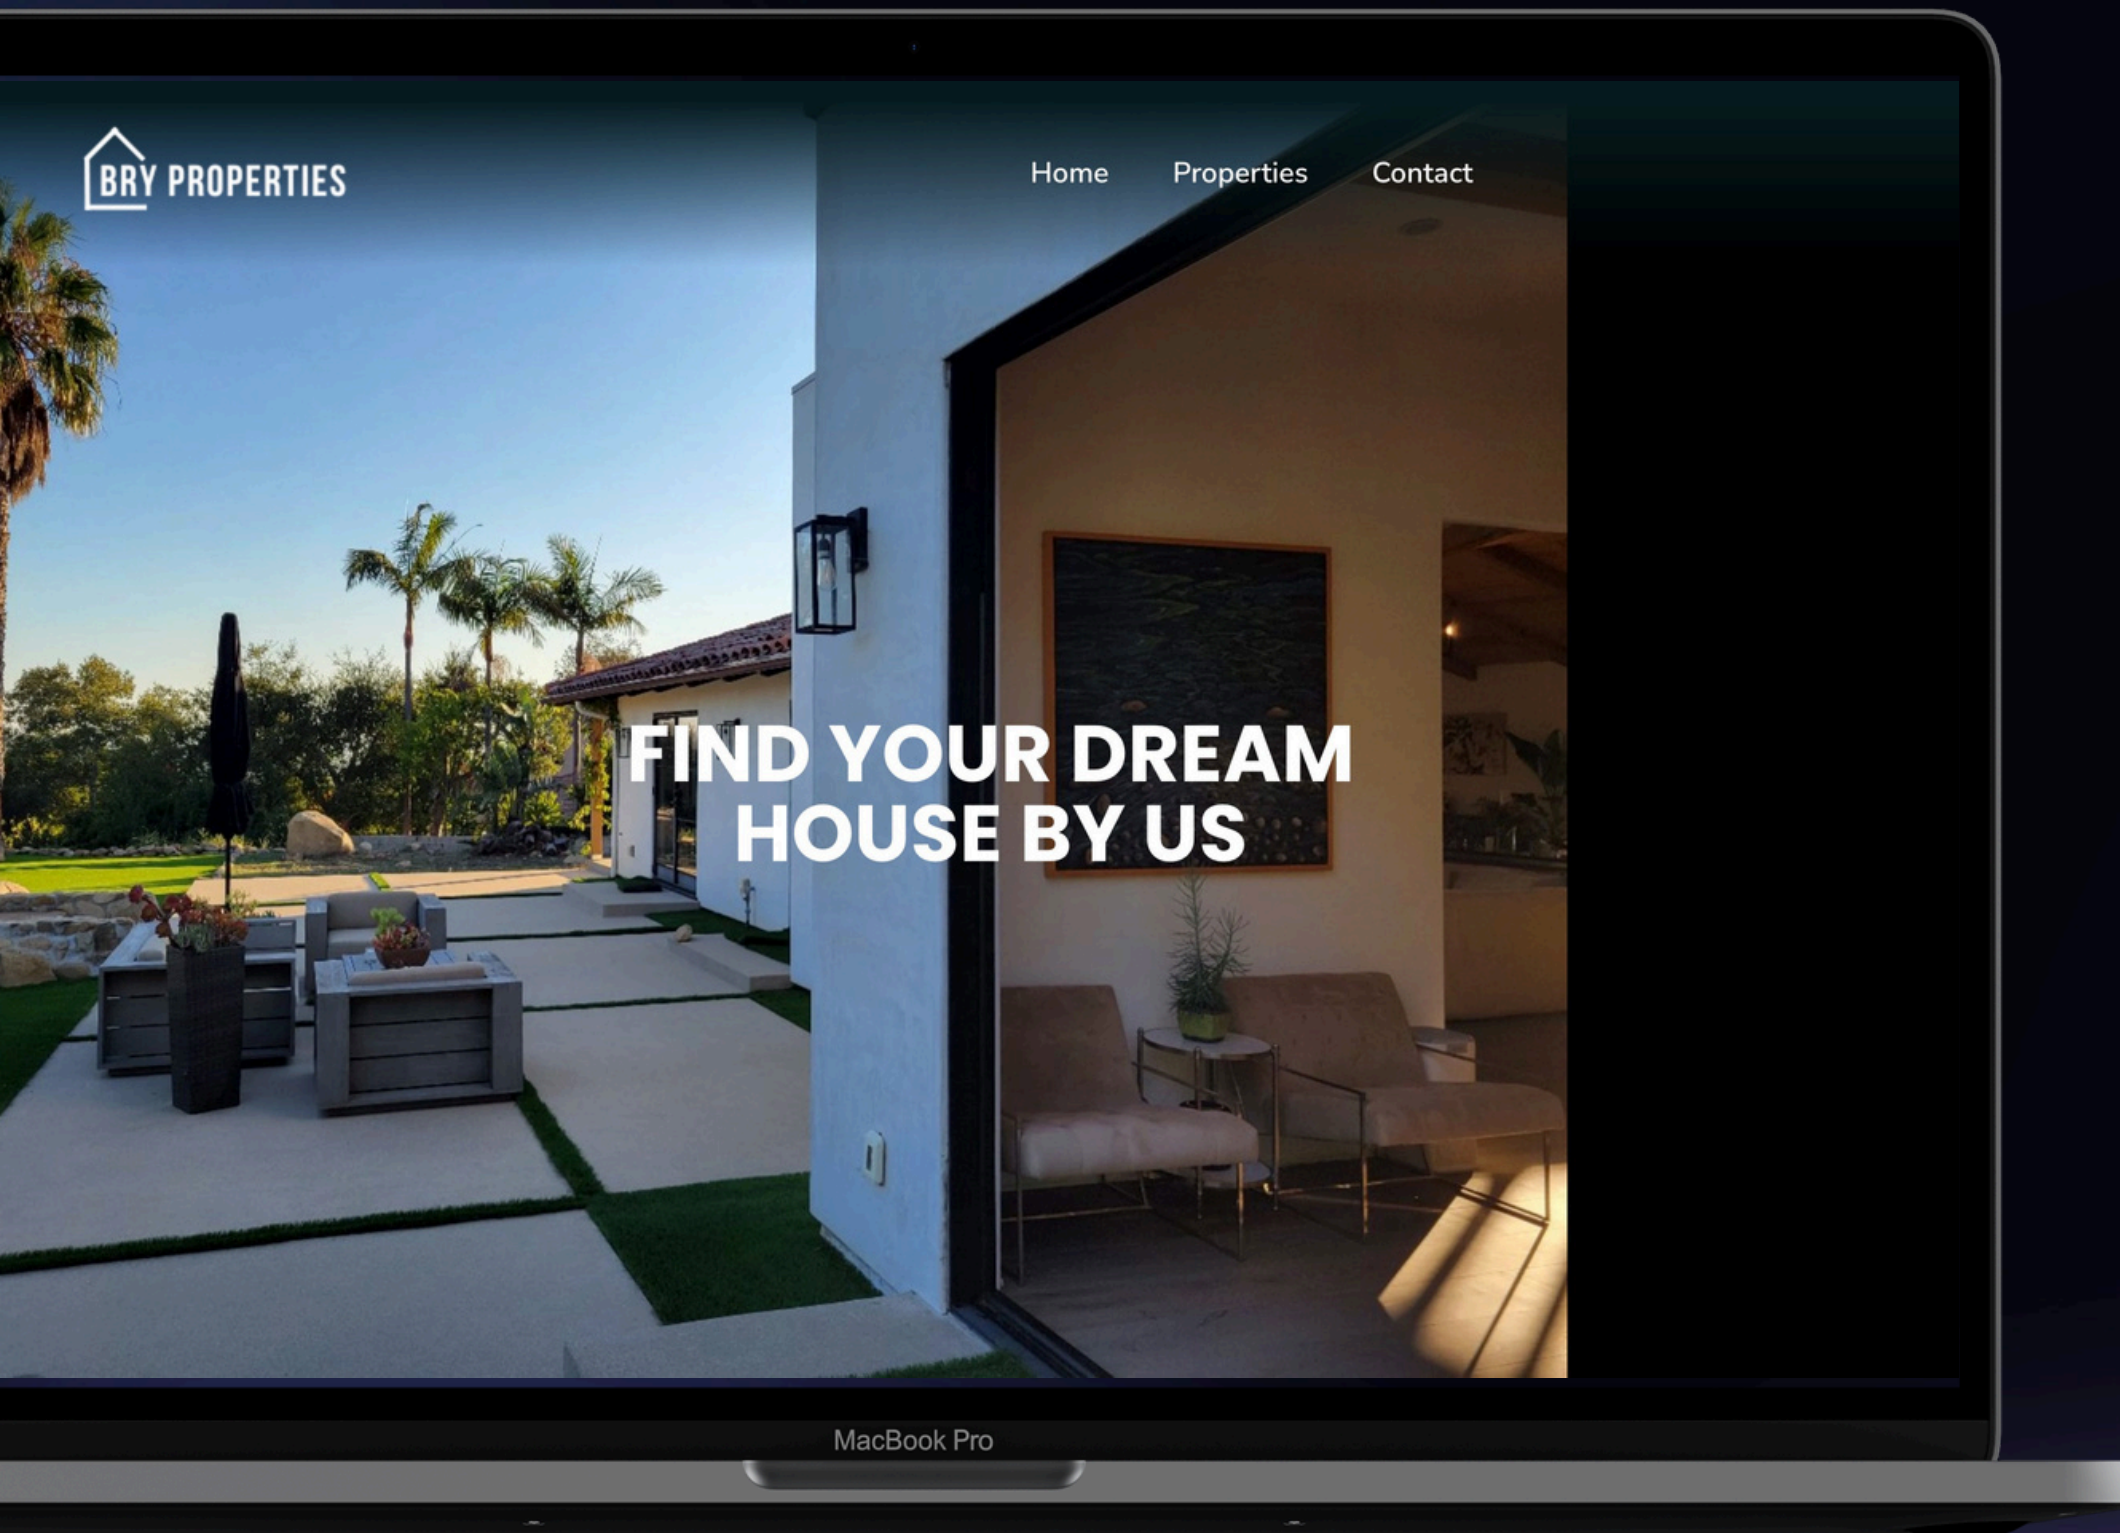 BRY PROPERTIES
Home Properties Contact
FIND YOUR DREAM
HOUSE BY US
MacBook Pro